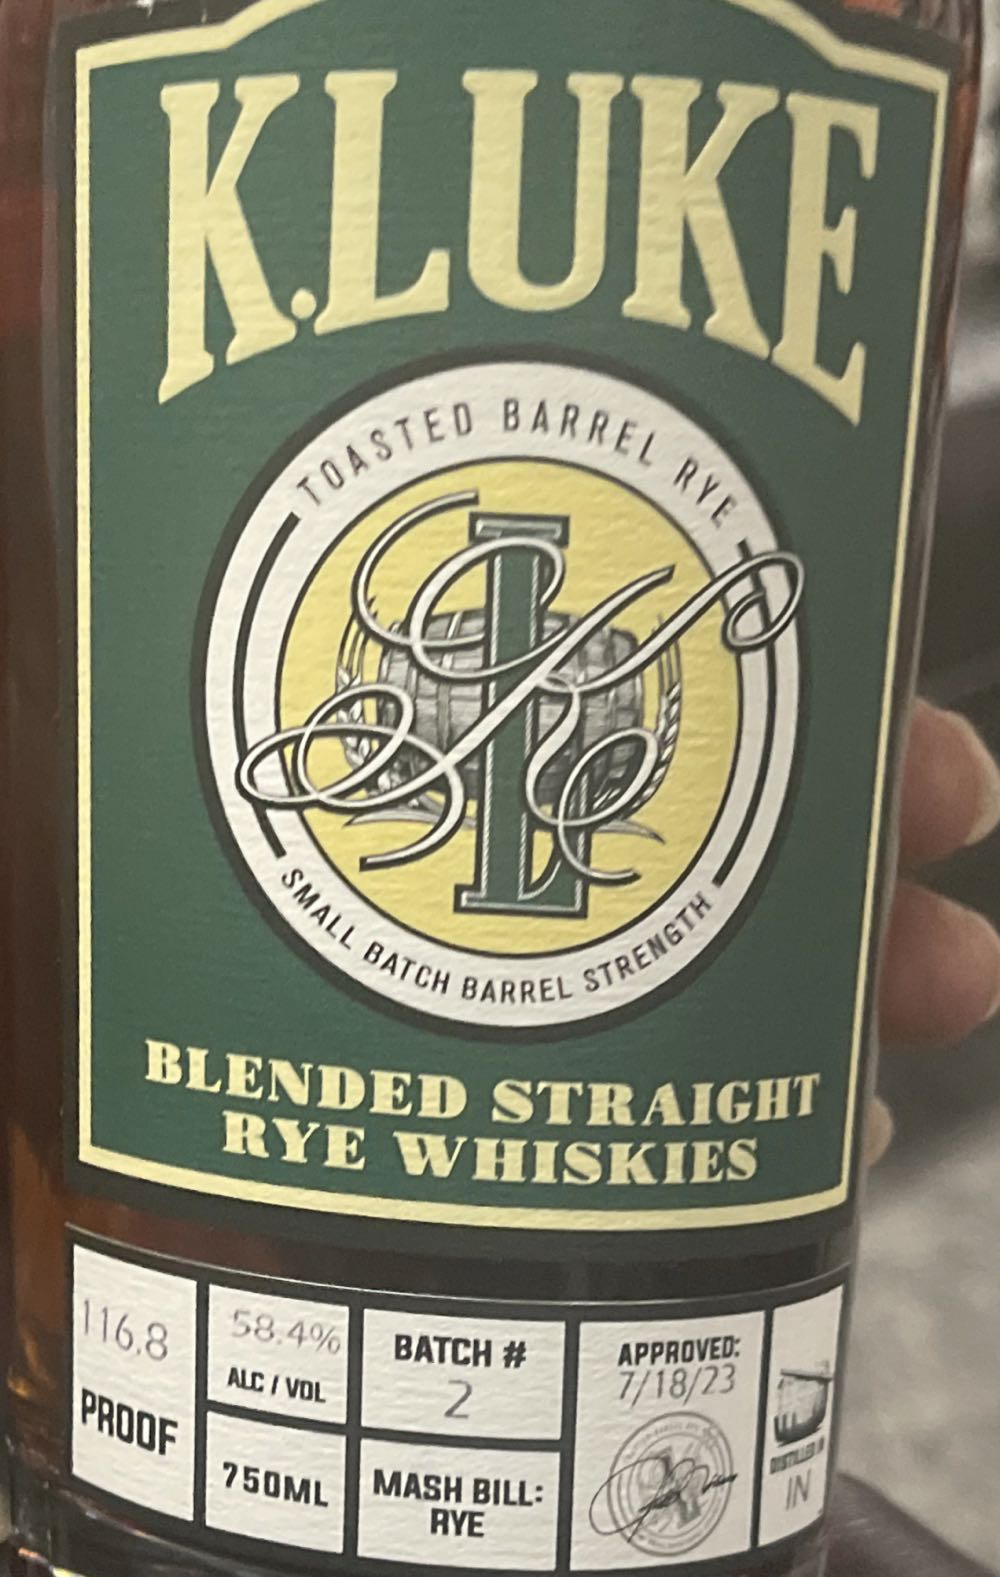 K.LUKE
TOASTED BARREL RYE
L
K
SMALL BATCH BARREL STRENGTH
BLENDED STRAIGHT
RYE WHISKIES
116.8
PROOF
58.4%
ALC / VOL
750ML
BATCH #
2
MASH BILL:
RYE
APPROVED:
7/18/23
DISTILLED IN
IN